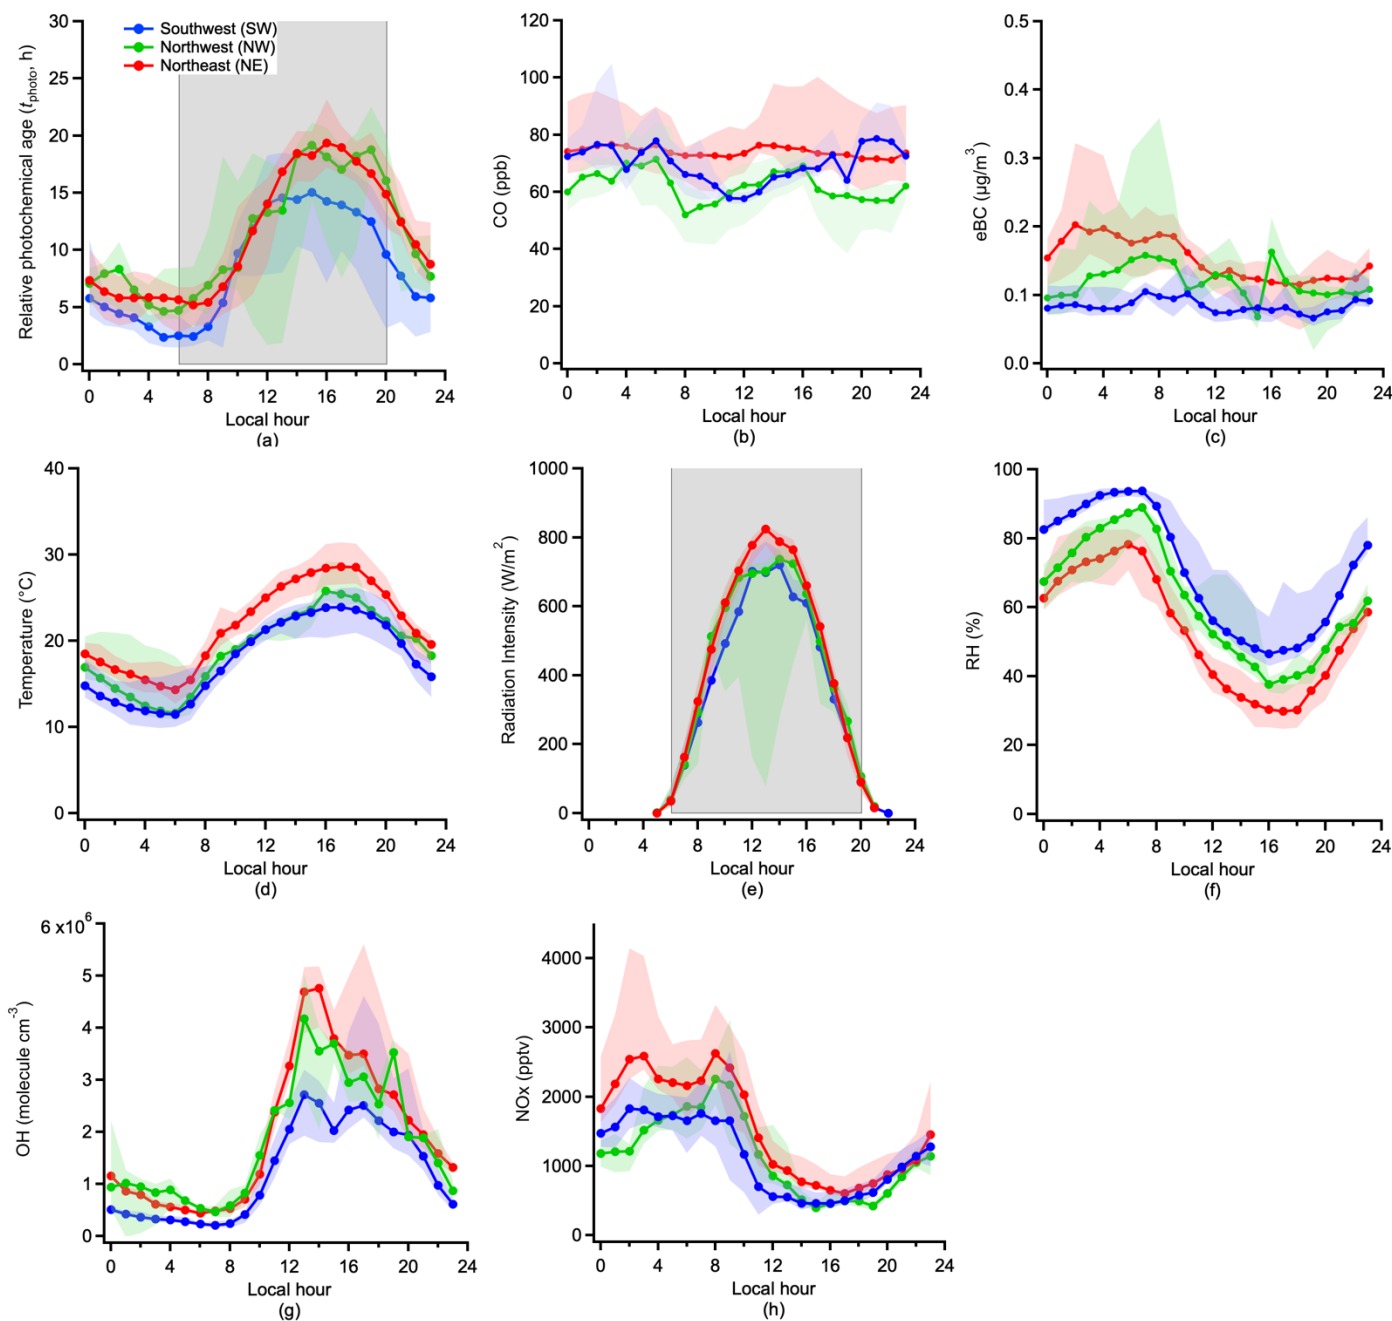 Relative photochemical age (tphoto, h)
30
25
20
15
10
5
0
Southwest (SW)
Northwest (NW)
Northeast (NE)
0 4 8 12 16 20 24
Local hour
(a)
CO (ppb)
120
100
80
60
40
20
0
0 4 8 12 16 20 24
Local hour
(b)
eBC (µg/m3)
0.5
0.4
0.3
0.2
0.1
0.0
0 4 8 12 16 20 24
Local hour
(c)
Temperature (°C)
40
30
20
10
0
0 4 8 12 16 20 24
Local hour
(d)
Radiation Intensity (W/m2)
1000
800
600
400
200
0
0 4 8 12 16 20 24
Local hour
(e)
RH (%)
100
80
60
40
20
0
0 4 8 12 16 20 24
Local hour
(f)
OH (molecule cm-3)
6 x106
5
4
3
2
1
0
0 4 8 12 16 20 24
Local hour
(g)
NOx (pptv)
4000
3000
2000
1000
0
0 4 8 12 16 20 24
Local hour
(h)